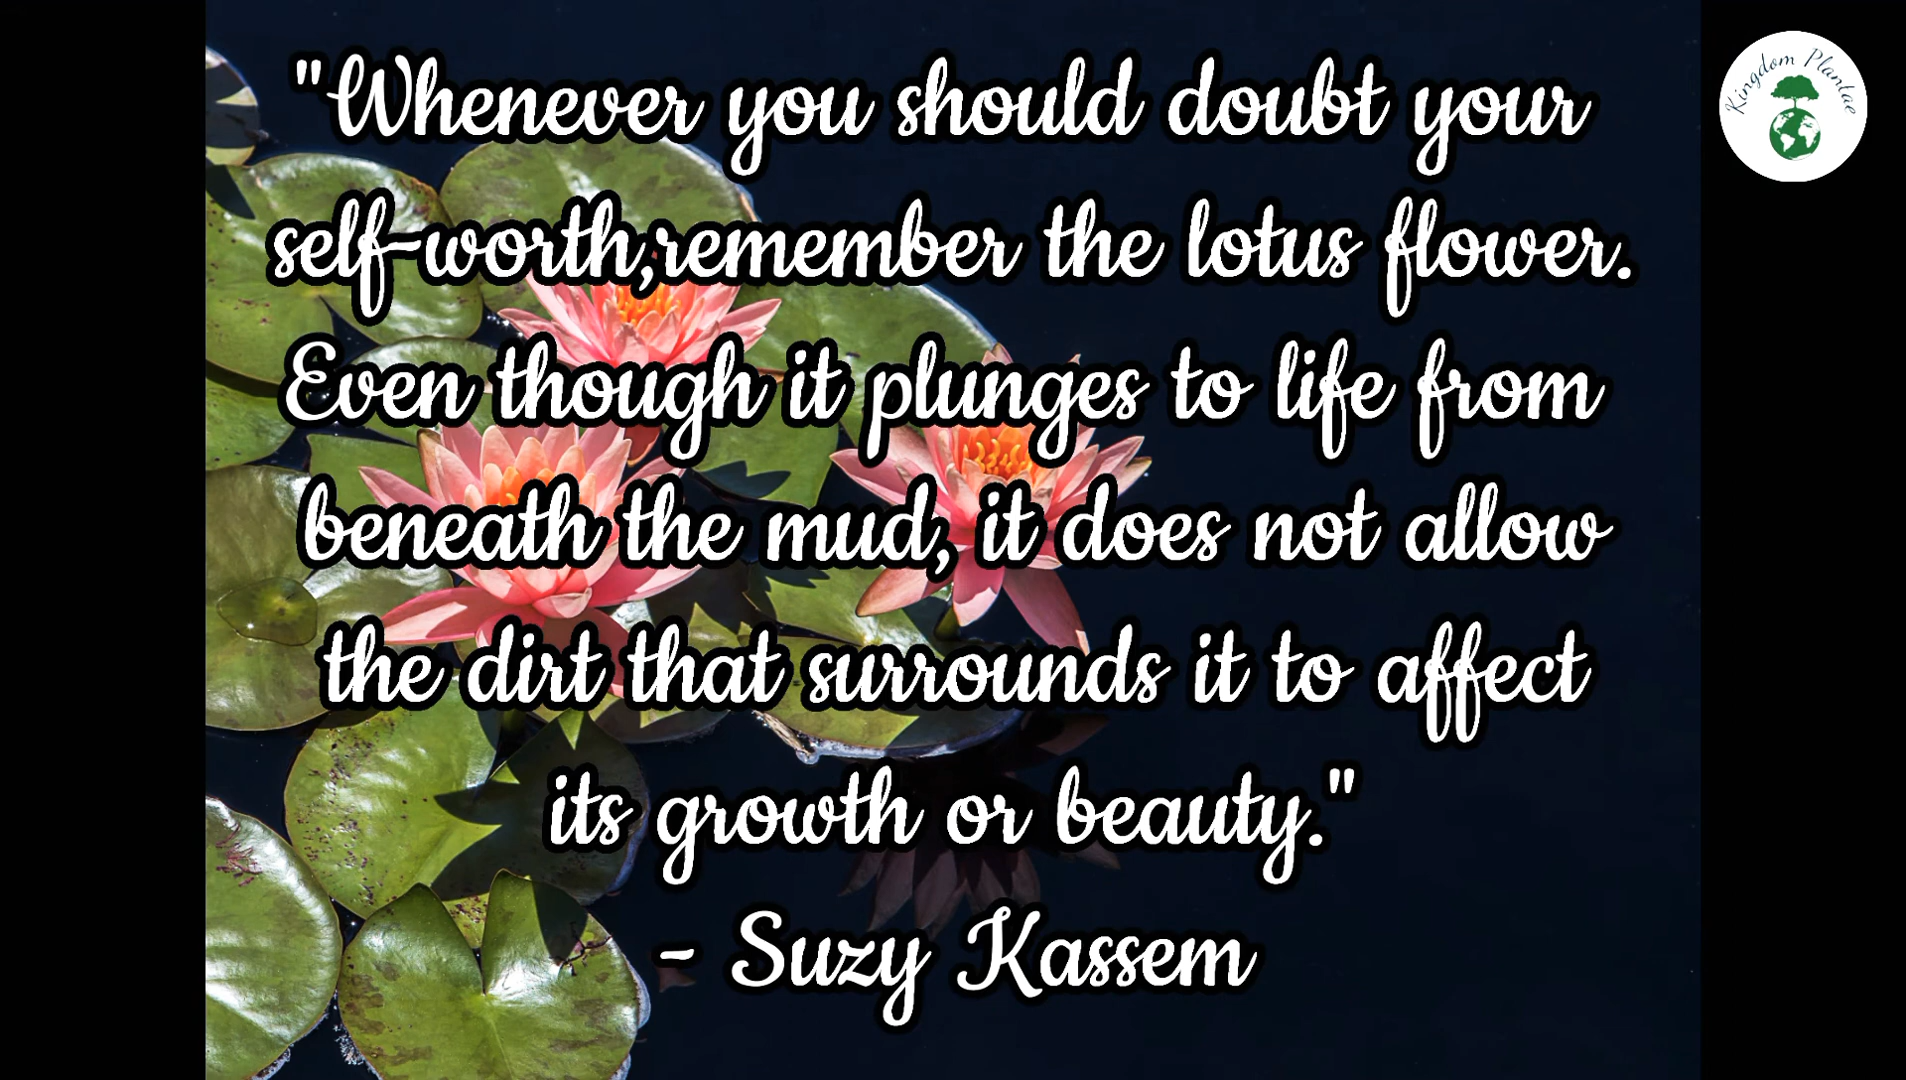 "Whenever you should doubt your
self-worth,remember the lotus flower.
Even though it plunges to life from
beneath the mud, it does not allow
the dirt that surrounds it to affect
its growth or beauty."
- Suzy Kassem
Kingdom Plantae